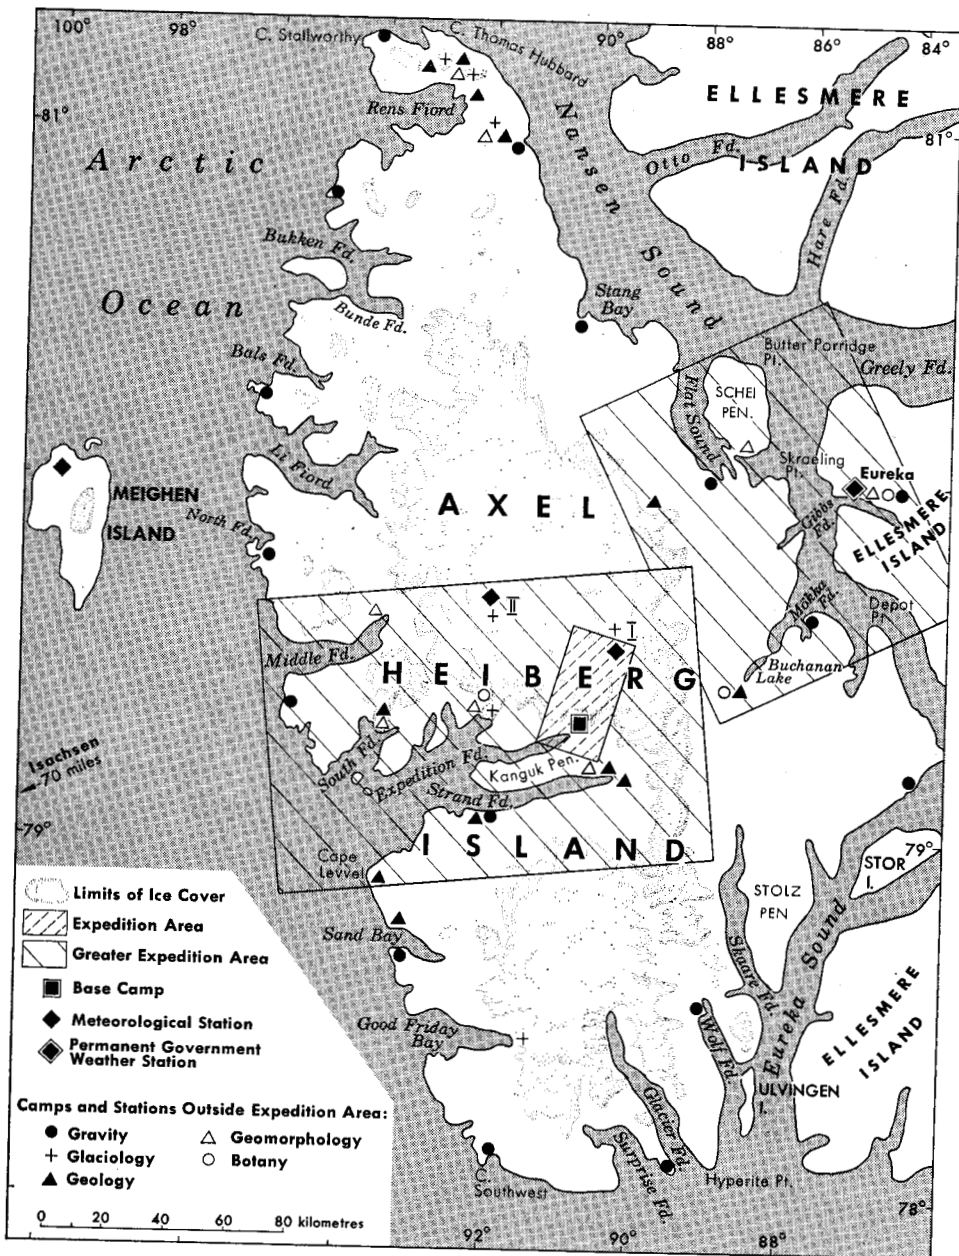 100° 98° 90° 88° 86° 84°
C. Stallworthy
C. Thomas Hubbard
ELLESMERE
ISLAND
Rens Fiord
81°
81°
Arctic
Ocean
Nansen Sound
Otto Fd.
Hare Fd.
Bukken Fd.
Bunde Fd.
Stang
Bay
Bals Fd.
Butter Porridge
Pt.
Greely Fd.
Flat Sound
SCHEI
PEN.
Li Fiord
Skraeling
Pt.
Eureka
MEIGHEN
ISLAND
AXEL
North Fd.
Gibbs
Fd.
ELLESMERE
ISLAND
II
I
Mokka
Fd.
Depot
Pt.
Middle Fd.
HEIBERG
Buchanan
Lake
Isachsen
70 miles
South Fd.
Expedition Fd.
Kanguk Pen.
Strand Fd.
79°
ISLAND
79°
Cape
Levvel
STOR
I.
STOLZ
PEN
Limits of Ice Cover
Expedition Area
Greater Expedition Area
Base Camp
Meteorological Station
Permanent Government
Weather Station
Sand Bay
Skaare Fd.
Eureka Sound
ELLESMERE
ISLAND
Good Friday
Bay
Wolf Fd.
ULVINGEN
I.
Glacier Fd.
Camps and Stations Outside Expedition Area:
Gravity
Geomorphology
Glaciology
Botany
Geology
C.
Southwest
Surprise Fd.
Hyperite Pt.
78°
0 20 40 60 80 kilometres
92° 90° 88°